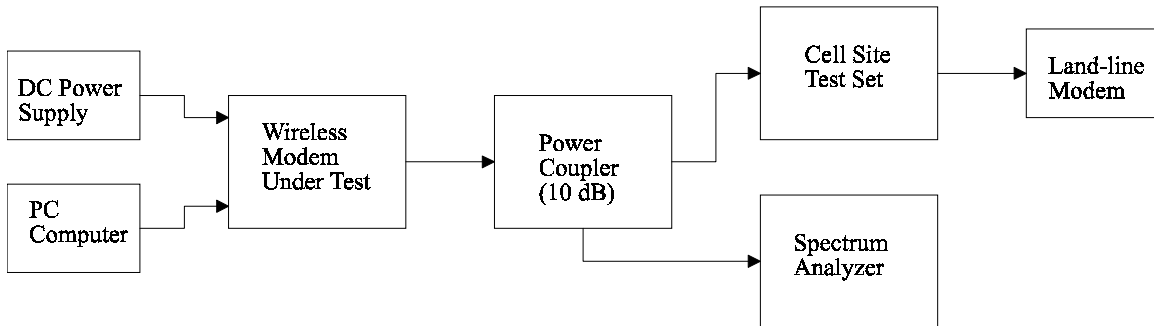 DC Power
Supply
PC
Computer
Wireless
Modem
Under Test
Power
Coupler
(10 dB)
Cell Site
Test Set
Land-line
Modem
Spectrum
Analyzer